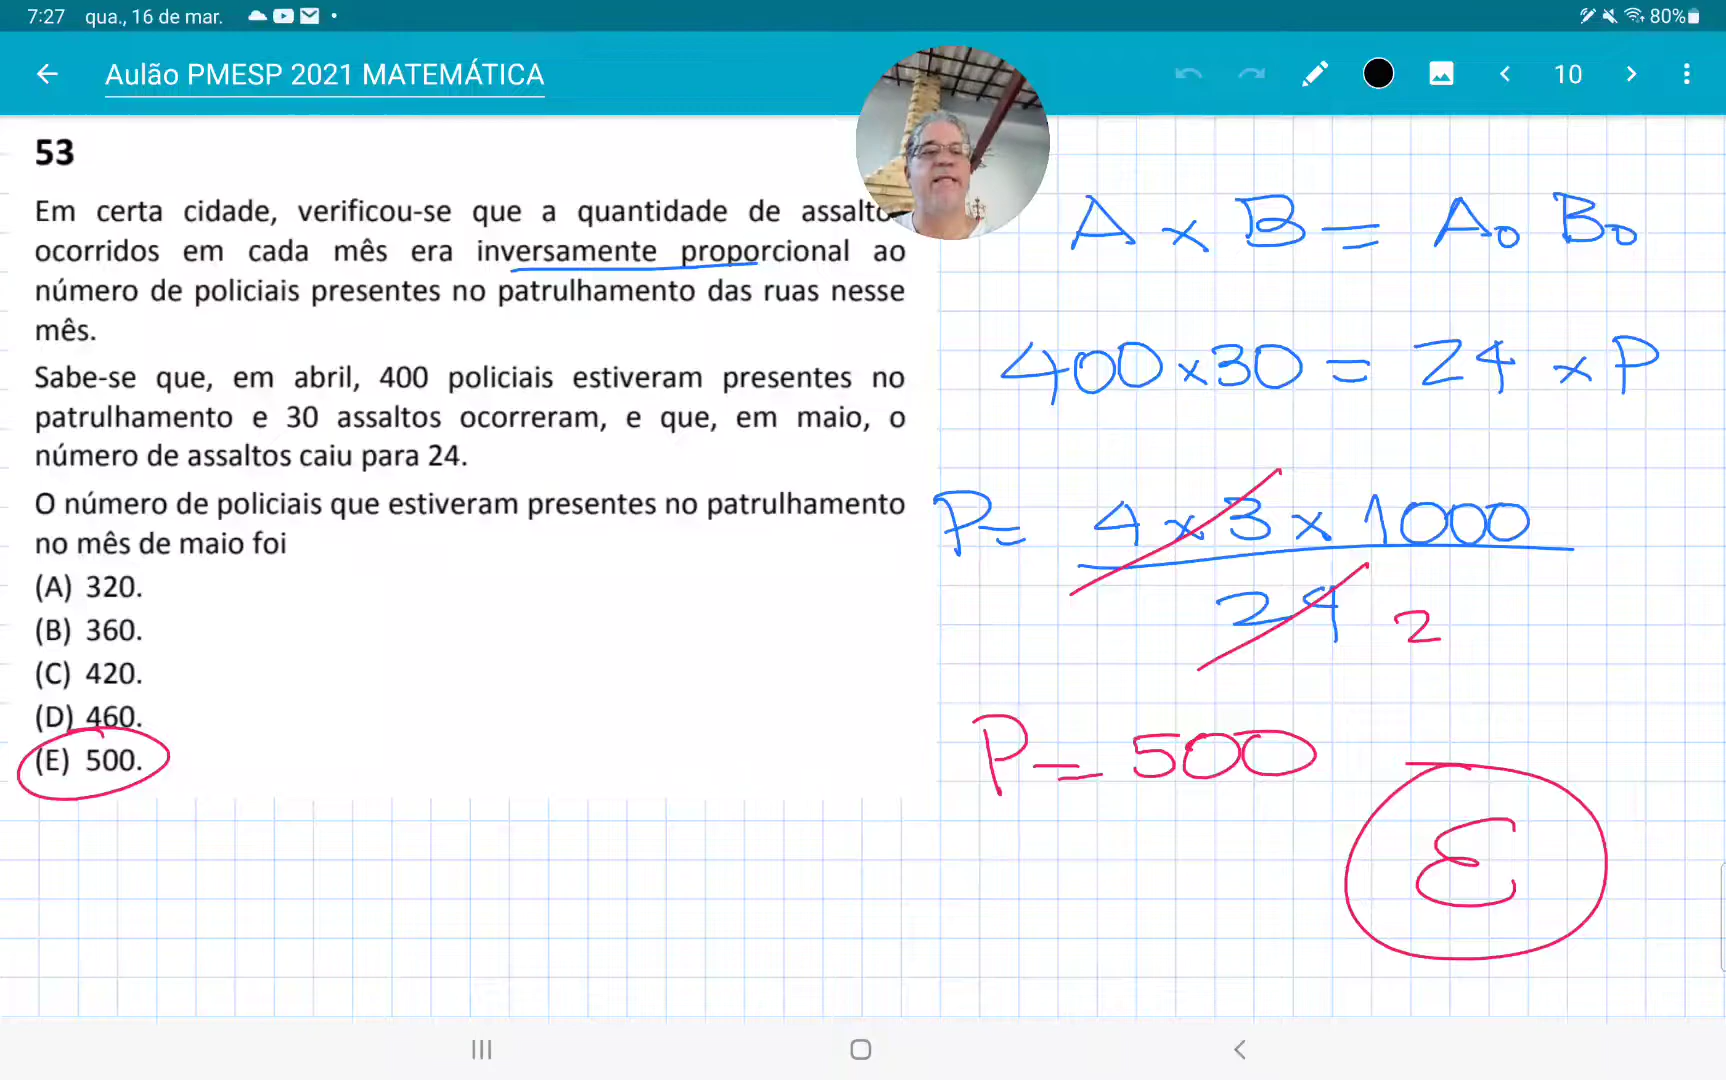 7:27 qua., 16 de mar.
80%
Aulão PMESP 2021 MATEMÁTICA
10
53
Em certa cidade, verificou-se que a quantidade de assalto
ocorridos em cada mês era inversamente proporcional ao
número de policiais presentes no patrulhamento das ruas nesse
mês.
Sabe-se que, em abril, 400 policiais estiveram presentes no
patrulhamento e 30 assaltos ocorreram, e que, em maio, o
número de assaltos caiu para 24.
O número de policiais que estiveram presentes no patrulhamento
no mês de maio foi
(A) 320.
(B) 360.
(C) 420.
(D) 460.
(E) 500.
A × B = A₀ B₀
400 × 30 = 24 × P
P = 4 × 3 × 1000
24 2
P = 500
E